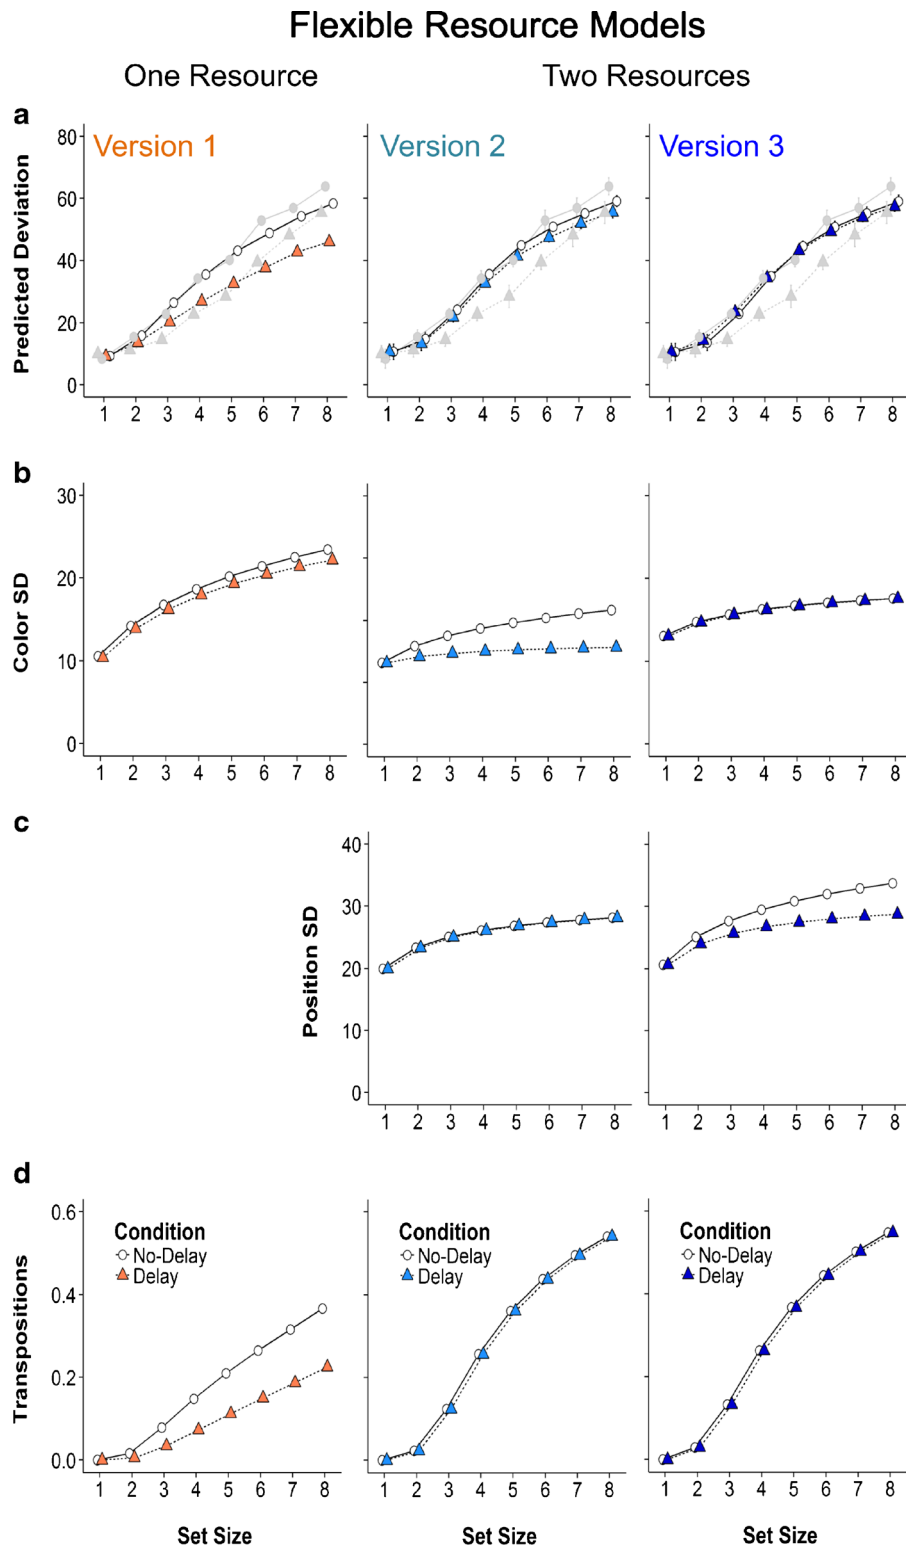 Flexible Resource Models
One Resource
Two Resources
a
Predicted Deviation
80
60
40
20
0
Version 1
Version 2
Version 3
1 2 3 4 5 6 7 8
1 2 3 4 5 6 7 8
1 2 3 4 5 6 7 8
b
Color SD
30
20
10
0
1 2 3 4 5 6 7 8
1 2 3 4 5 6 7 8
1 2 3 4 5 6 7 8
c
Position SD
40
30
20
10
0
1 2 3 4 5 6 7 8
1 2 3 4 5 6 7 8
d
Transpositions
0.6
0.4
0.2
0.0
Condition
No-Delay
Delay
Condition
No-Delay
Delay
Condition
No-Delay
Delay
1 2 3 4 5 6 7 8
1 2 3 4 5 6 7 8
1 2 3 4 5 6 7 8
Set Size
Set Size
Set Size